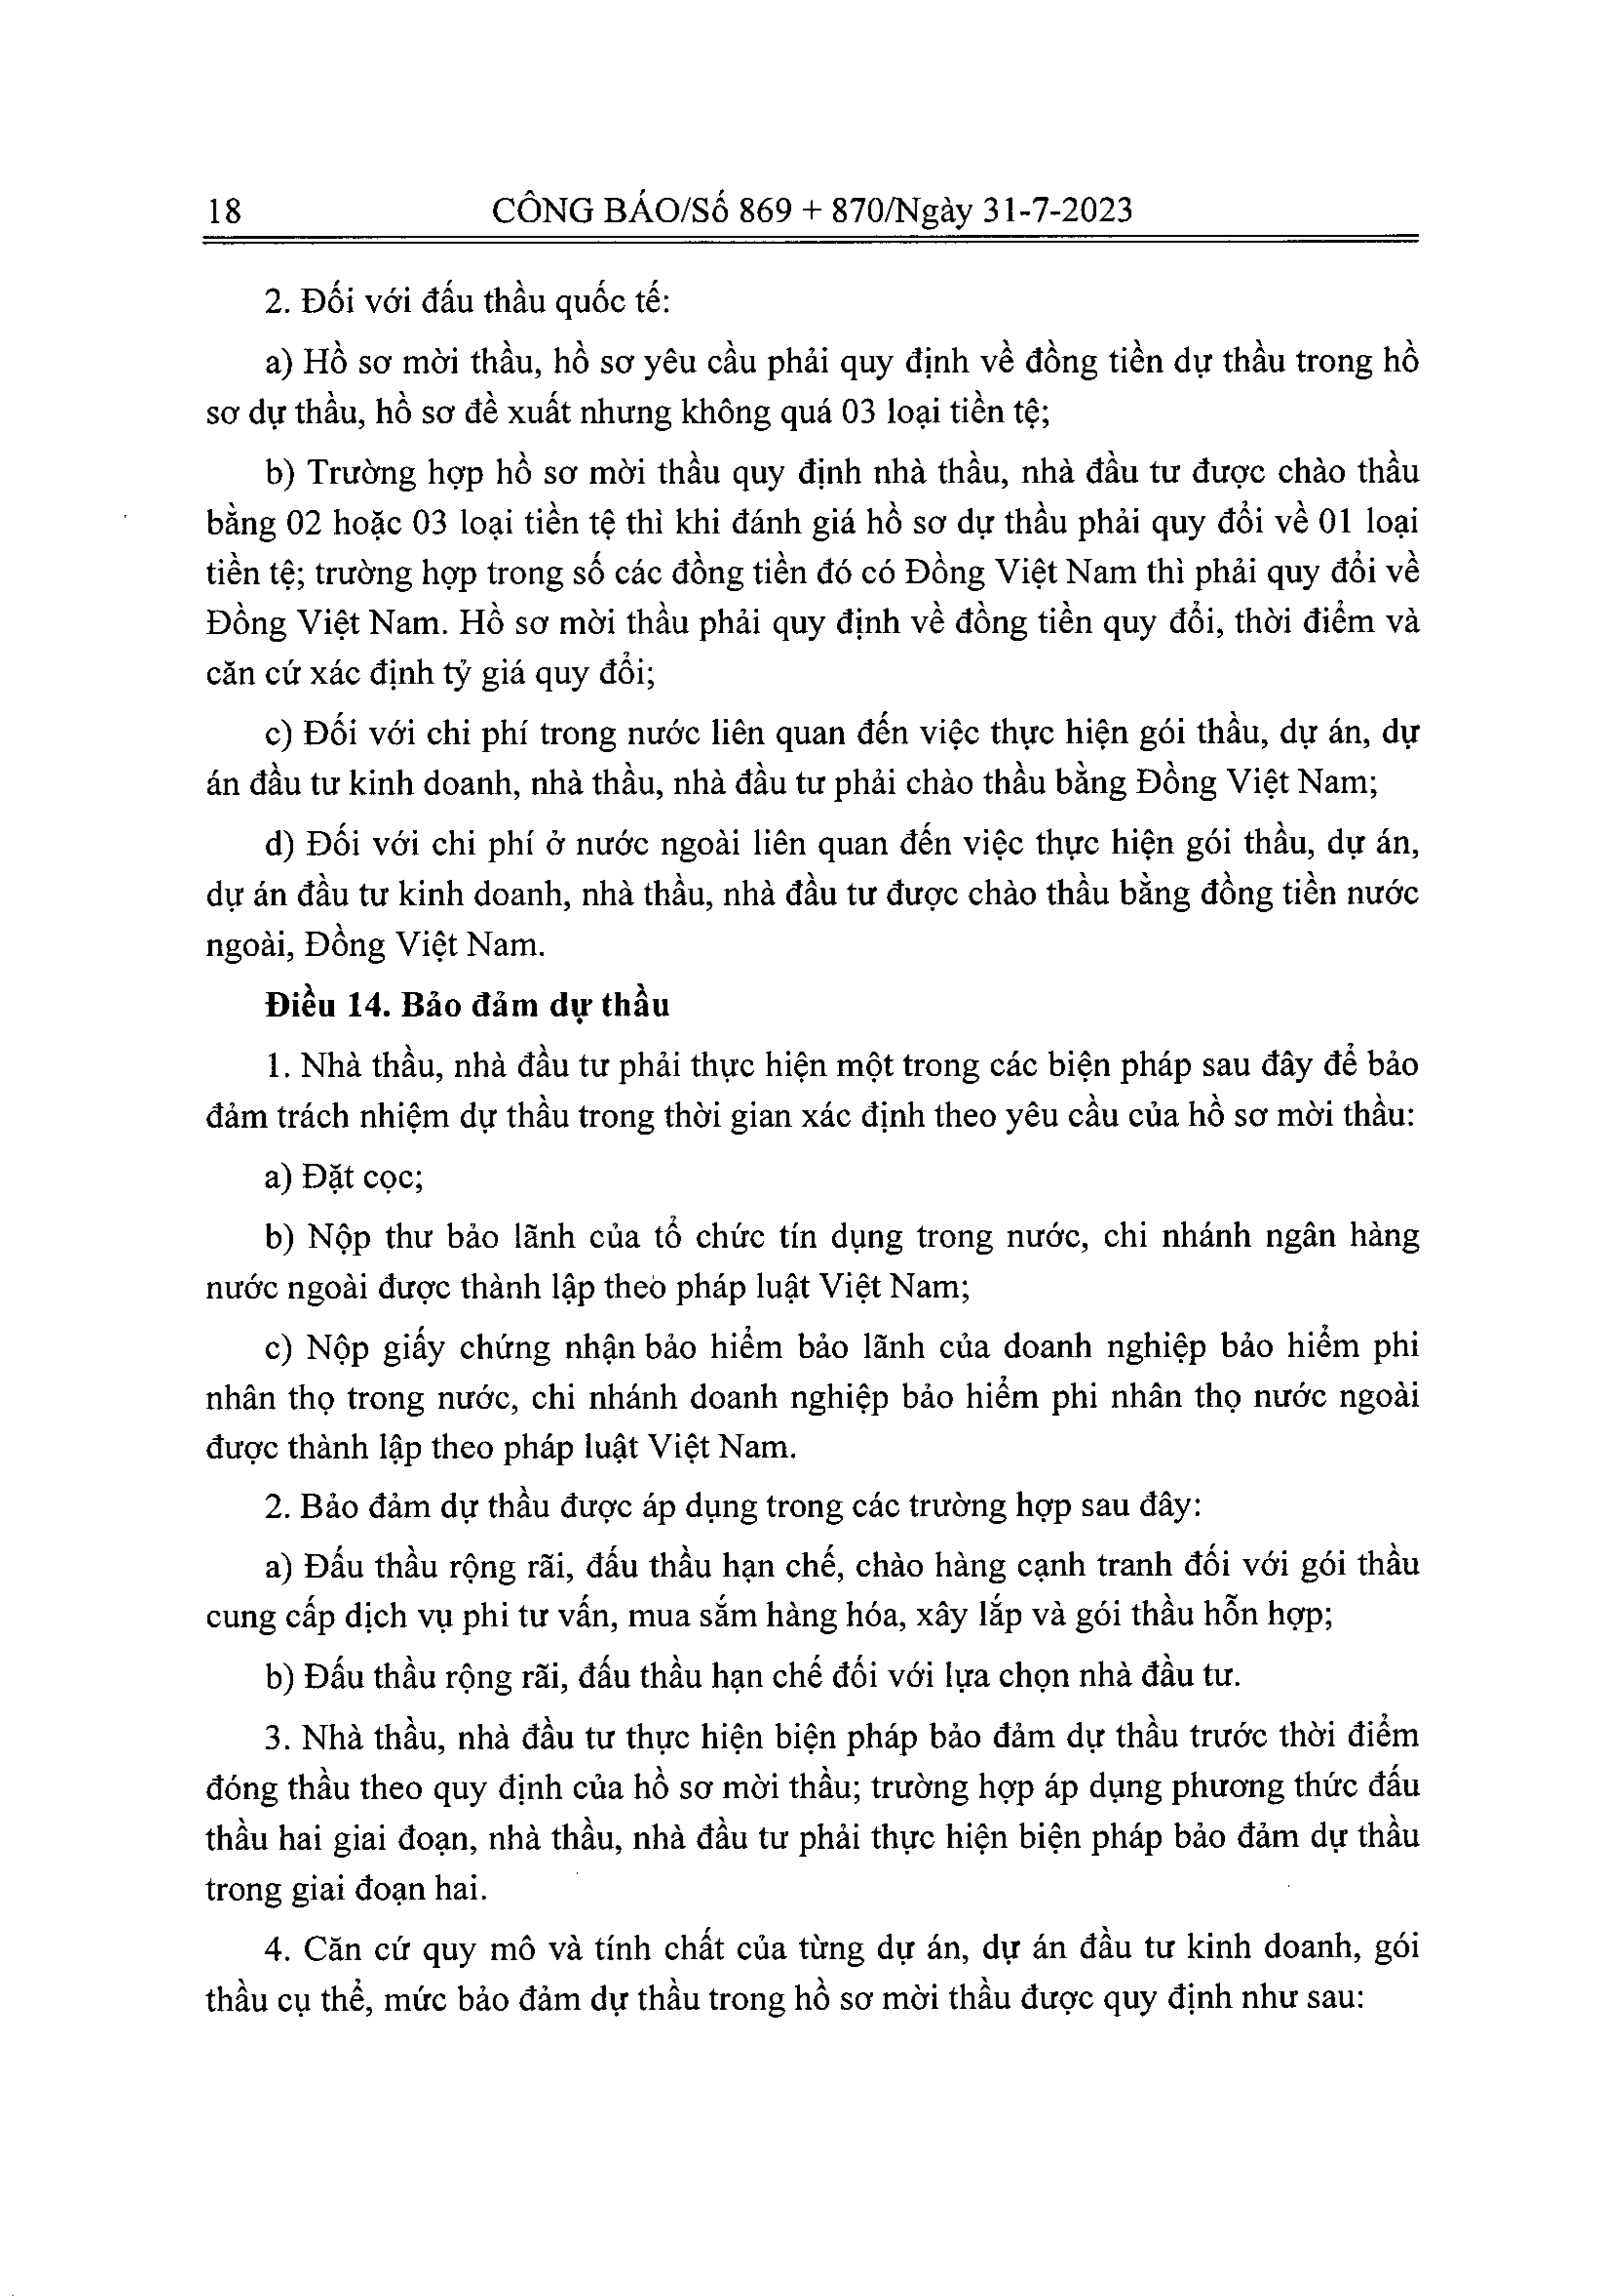 18 CÔNG BÁO/Số 869 + 870/Ngày 31-7-2023
2. Đối với đấu thầu quốc tế:
a) Hồ sơ mời thầu, hồ sơ yêu cầu phải quy định về đồng tiền dự thầu trong hồ
sơ dự thầu, hồ sơ đề xuất nhưng không quá 03 loại tiền tệ;
b) Trường hợp hồ sơ mời thầu quy định nhà thầu, nhà đầu tư được chào thầu
bằng 02 hoặc 03 loại tiền tệ thì khi đánh giá hồ sơ dự thầu phải quy đổi về 01 loại
tiền tệ; trường hợp trong số các đồng tiền đó có Đồng Việt Nam thì phải quy đổi về
Đồng Việt Nam. Hồ sơ mời thầu phải quy định về đồng tiền quy đổi, thời điểm và
căn cứ xác định tỷ giá quy đổi;
c) Đối với chi phí trong nước liên quan đến việc thực hiện gói thầu, dự án, dự
án đầu tư kinh doanh, nhà thầu, nhà đầu tư phải chào thầu bằng Đồng Việt Nam;
d) Đối với chi phí ở nước ngoài liên quan đến việc thực hiện gói thầu, dự án,
dự án đầu tư kinh doanh, nhà thầu, nhà đầu tư được chào thầu bằng đồng tiền nước
ngoài, Đồng Việt Nam.
Điều 14. Bảo đảm dự thầu
1. Nhà thầu, nhà đầu tư phải thực hiện một trong các biện pháp sau đây để bảo
đảm trách nhiệm dự thầu trong thời gian xác định theo yêu cầu của hồ sơ mời thầu:
a) Đặt cọc;
b) Nộp thư bảo lãnh của tổ chức tín dụng trong nước, chi nhánh ngân hàng
nước ngoài được thành lập theo pháp luật Việt Nam;
c) Nộp giấy chứng nhận bảo hiểm bảo lãnh của doanh nghiệp bảo hiểm phi
nhân thọ trong nước, chi nhánh doanh nghiệp bảo hiểm phi nhân thọ nước ngoài
được thành lập theo pháp luật Việt Nam.
2. Bảo đảm dự thầu được áp dụng trong các trường hợp sau đây:
a) Đấu thầu rộng rãi, đấu thầu hạn chế, chào hàng cạnh tranh đối với gói thầu
cung cấp dịch vụ phi tư vấn, mua sắm hàng hóa, xây lắp và gói thầu hỗn hợp;
b) Đấu thầu rộng rãi, đấu thầu hạn chế đối với lựa chọn nhà đầu tư.
3. Nhà thầu, nhà đầu tư thực hiện biện pháp bảo đảm dự thầu trước thời điểm
đóng thầu theo quy định của hồ sơ mời thầu; trường hợp áp dụng phương thức đấu
thầu hai giai đoạn, nhà thầu, nhà đầu tư phải thực hiện biện pháp bảo đảm dự thầu
trong giai đoạn hai.
4. Căn cứ quy mô và tính chất của từng dự án, dự án đầu tư kinh doanh, gói
thầu cụ thể, mức bảo đảm dự thầu trong hồ sơ mời thầu được quy định như sau: